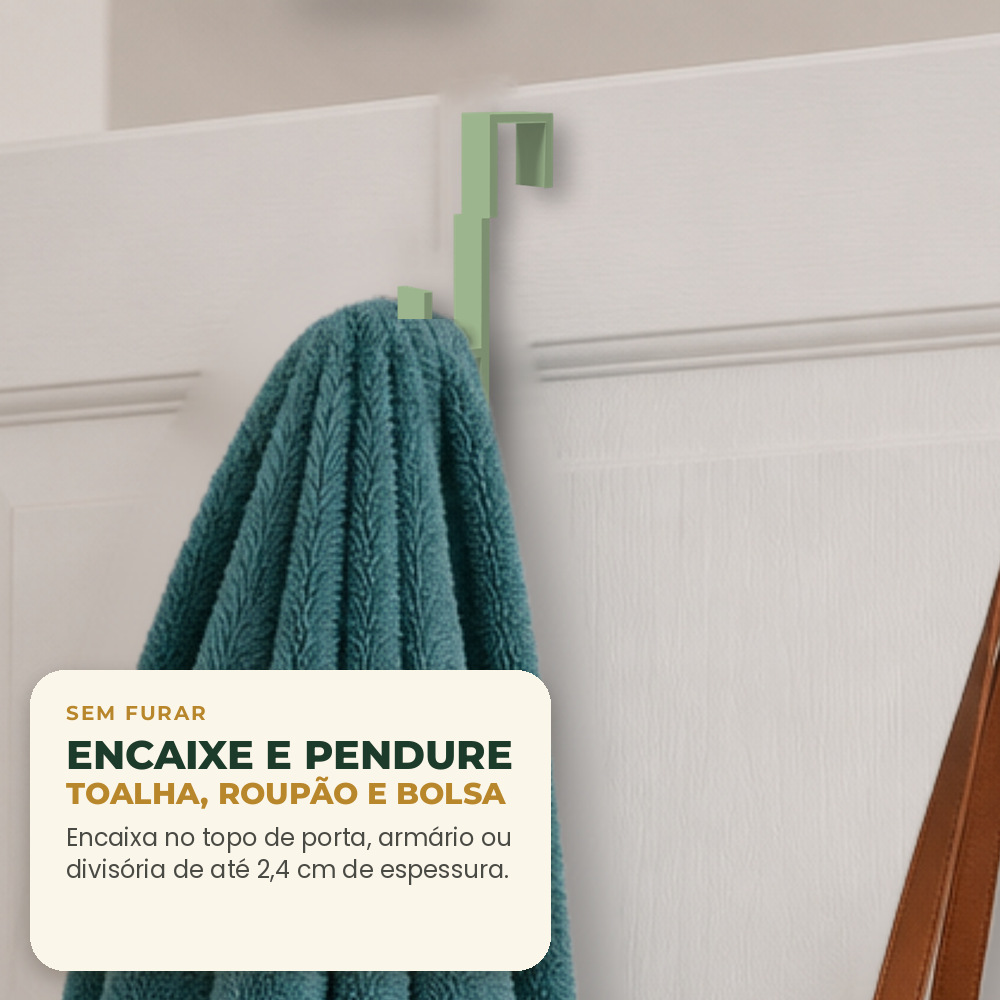 SEM FURAR
ENCAIXE E PENDURE
TOALHA, ROUPÃO E BOLSA
Encaixa no topo de porta, armário ou
divisória de até 2,4 cm de espessura.